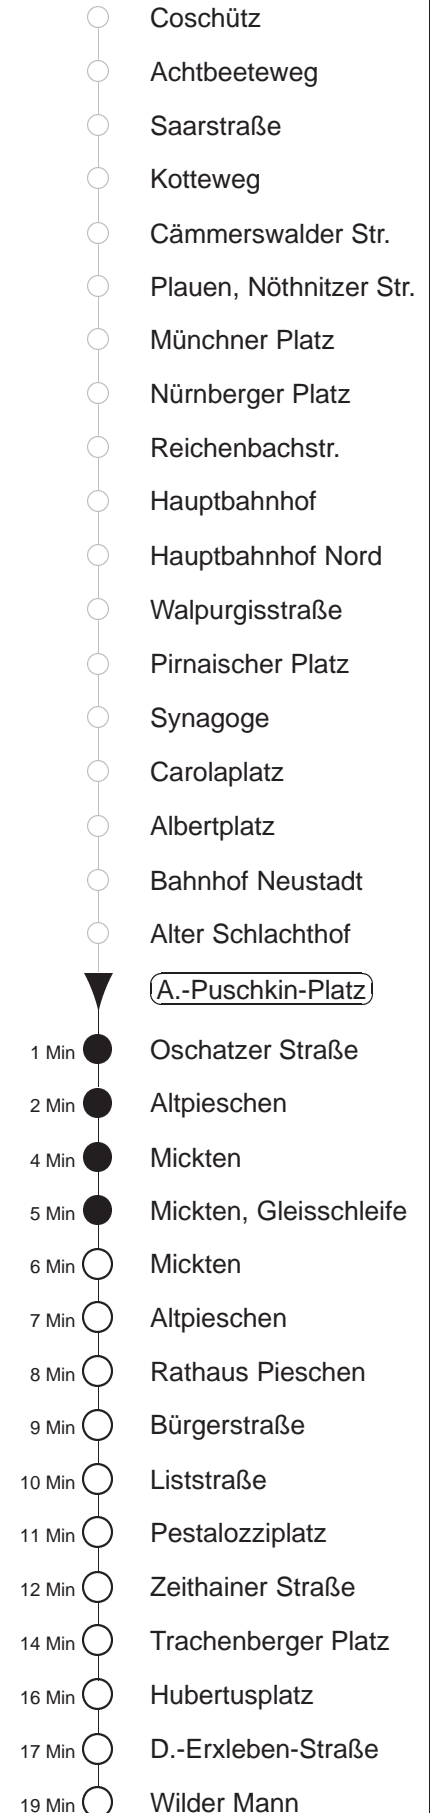 Coschütz
Achtbeeteweg
Saarstraße
Kotteweg
Cämmerswalder Str.
Plauen, Nöthnitzer Str.
Münchner Platz
Nürnberger Platz
Reichenbachstr.
Hauptbahnhof
Hauptbahnhof Nord
Walpurgisstraße
Pirnaischer Platz
Synagoge
Carolaplatz
Albertplatz
Bahnhof Neustadt
Alter Schlachthof
A.-Puschkin-Platz
1 Min Oschatzer Straße
2 Min Altpieschen
4 Min Mickten
5 Min Mickten, Gleisschleife
6 Min Mickten
7 Min Altpieschen
8 Min Rathaus Pieschen
9 Min Bürgerstraße
10 Min Liststraße
11 Min Pestalozziplatz
12 Min Zeithainer Straße
14 Min Trachenberger Platz
16 Min Hubertusplatz
17 Min D.-Erxleben-Straße
19 Min Wilder Mann